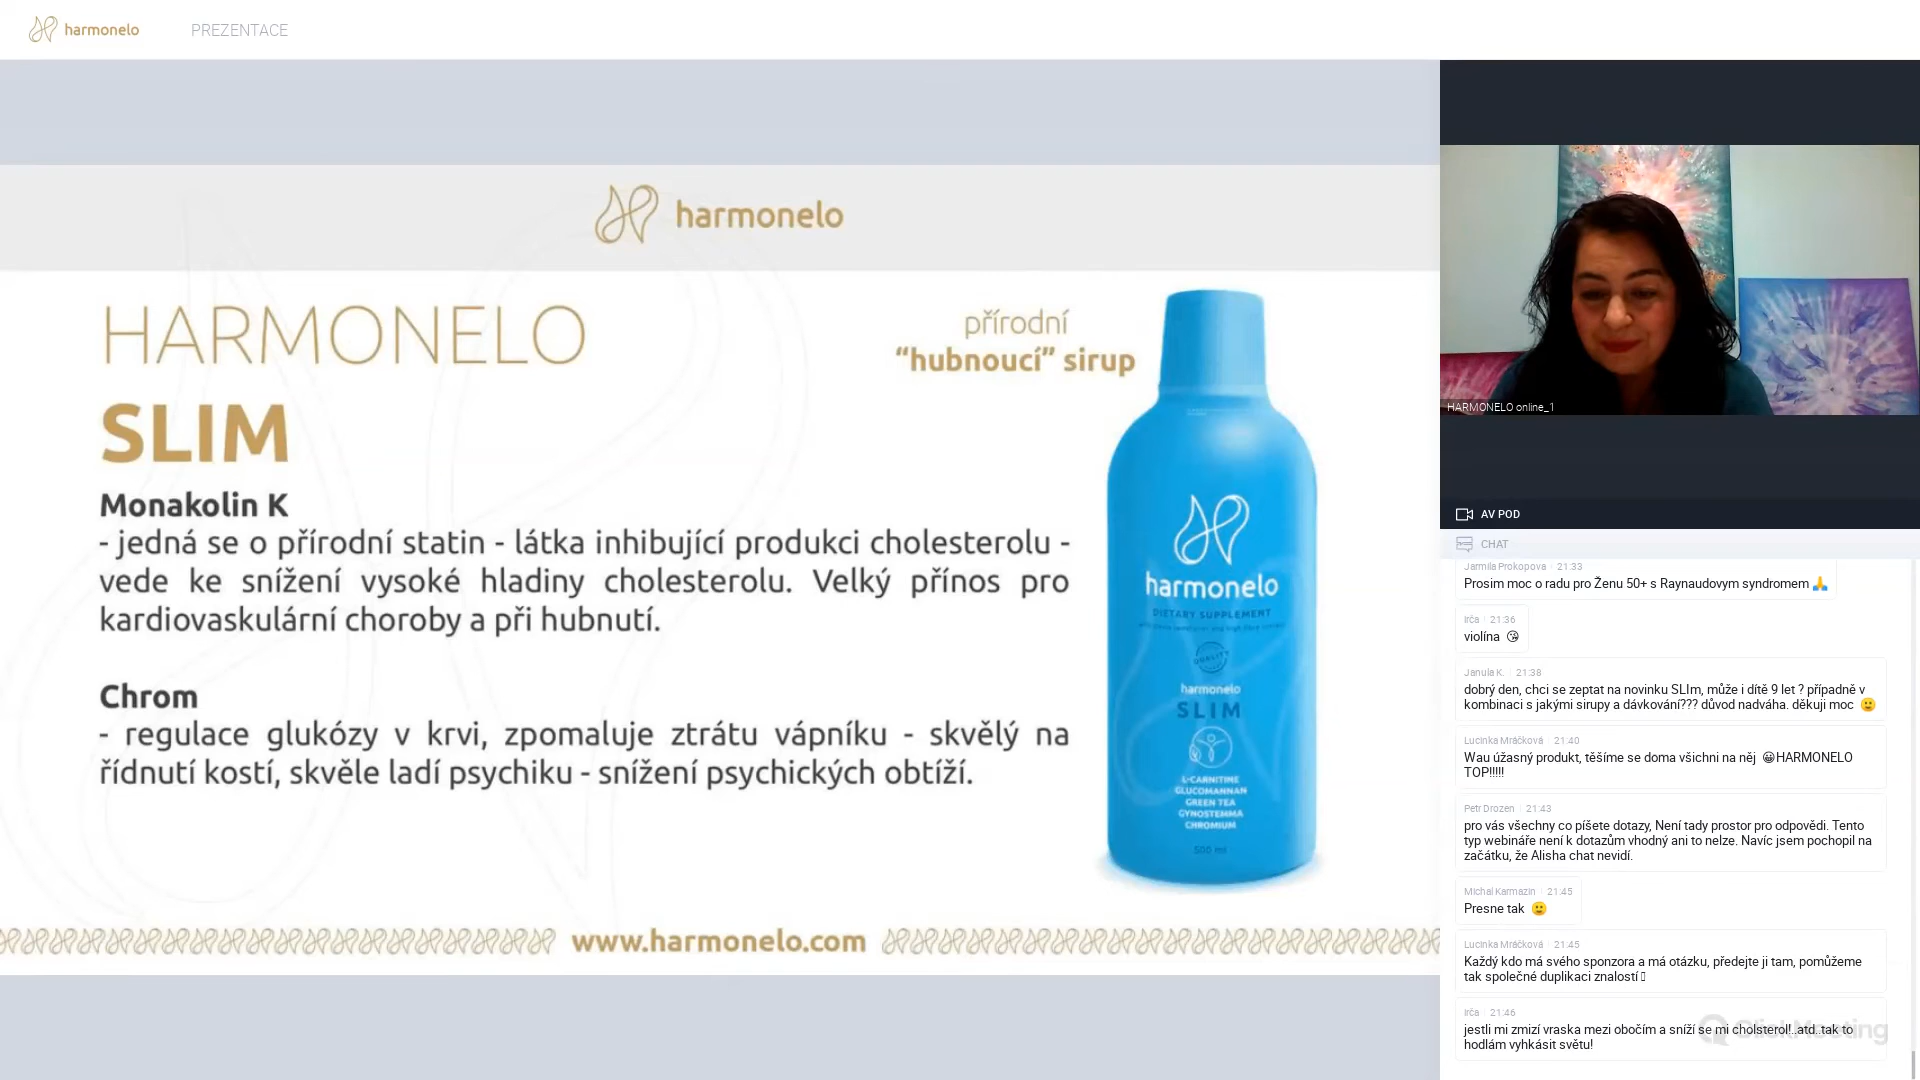 harmonelo
PREZENTACE
harmonelo
HARMONELO
SLIM
přírodní
“hubnoucí” sirup
Monakolin K
- jedná se o přírodní statin - látka inhibující produkci cholesterolu -
vede ke snížení vysoké hladiny cholesterolu. Velký přínos pro
kardiovaskulární choroby a při hubnutí.
Chrom
- regulace glukózy v krvi, zpomaluje ztrátu vápníku - skvělý na
řídnutí kostí, skvěle ladí psychiku - snížení psychických obtíží.
harmonelo
DIETARY SUPPLEMENT
QUALITY
harmonelo
SLIM
L-CARNITINE
GLUCOMANNAN
GREEN TEA
GYNOSTEMMA
CHROMIUM
500 ml
www.harmonelo.com
HARMONELO online_1
AV POD
CHAT
Jarmila Prokopova 21:33
Prosim moc o radu pro Ženu 50+ s Raynaudovym syndromem 🙏
irča 21:36
violína 😘
Janula K. 21:38
dobrý den, chci se zeptat na novinku SLIm, může i dítě 9 let ? případně v
kombinaci s jakými sirupy a dávkování??? důvod nadváha. děkuji moc 🙂
Lucinka Mráčková 21:40
Wau úžasný produkt, těšíme se doma všichni na něj 😀HARMONELO
TOP!!!!!
Petr Drozen 21:43
pro vás všechny co píšete dotazy, Není tady prostor pro odpovědi. Tento
typ webináře není k dotazům vhodný ani to nelze. Navíc jsem pochopil na
začátku, že Alisha chat nevidí.
Michal Karmazin 21:45
Presne tak 🙂
Lucinka Mráčková 21:45
Každý kdo má svého sponzora a má otázku, předejte ji tam, pomůžeme
tak společné duplikaci znalostí
irča 21:46
jestli mi zmizí vraska mezi obočím a sníží se mi cholsterol!..atd..tak to
hodlám vyhkásit světu!
ClickMeeting